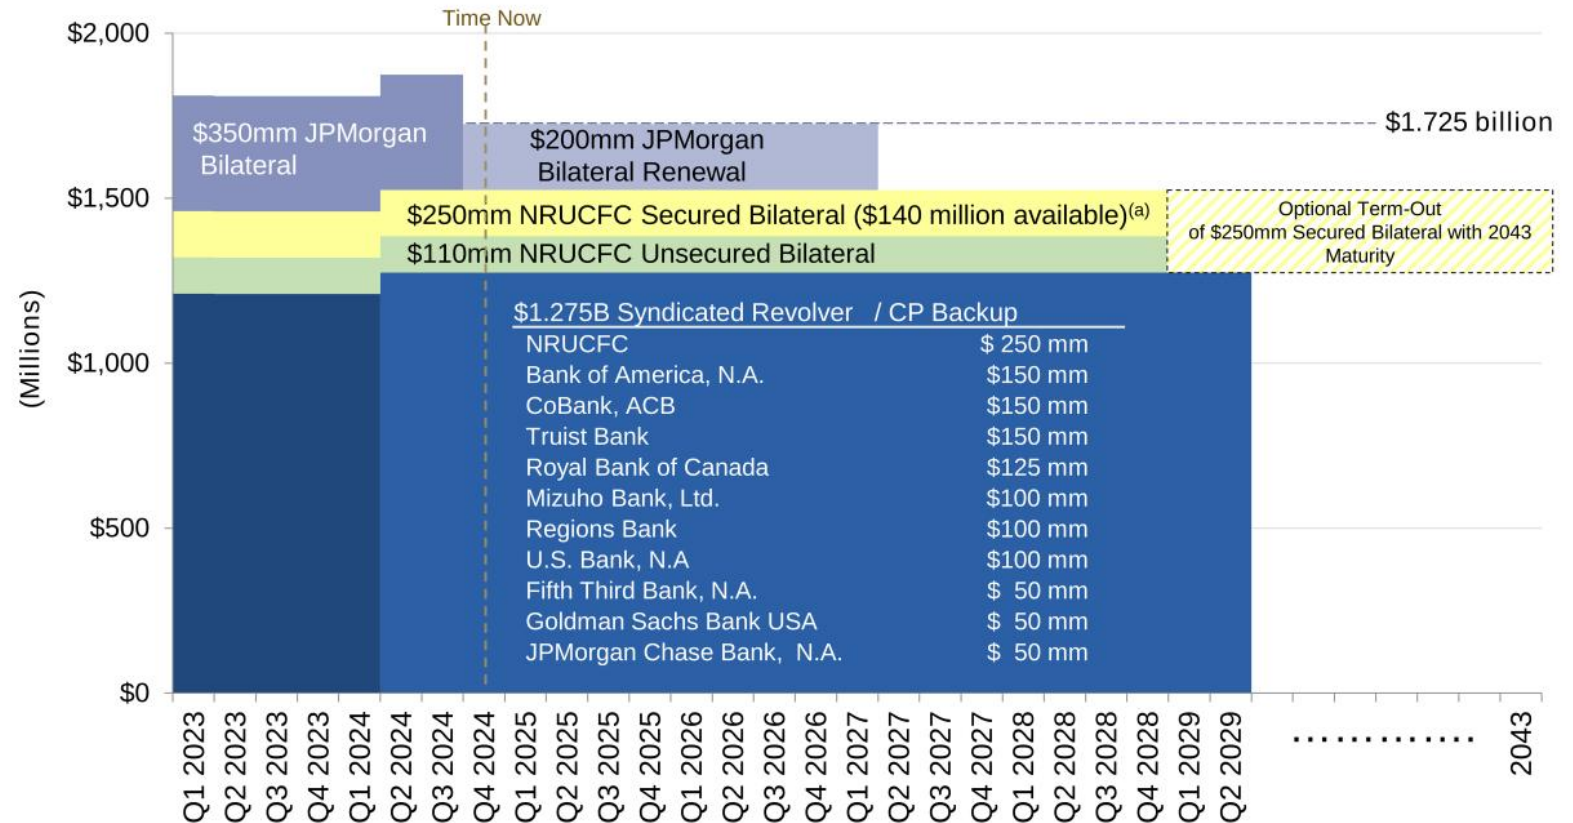 Time Now
$2,000
$1,500
$1,000
$500
$0
(Millions)
$350mm JPMorgan
Bilateral
$200mm JPMorgan
Bilateral Renewal
$1.725 billion
$250mm NRUCFC Secured Bilateral ($140 million available)(a)
$110mm NRUCFC Unsecured Bilateral
Optional Term-Out
of $250mm Secured Bilateral with 2043
Maturity
$1.275B Syndicated Revolver / CP Backup
NRUCFC $ 250 mm
Bank of America, N.A. $150 mm
CoBank, ACB $150 mm
Truist Bank $150 mm
Royal Bank of Canada $125 mm
Mizuho Bank, Ltd. $100 mm
Regions Bank $100 mm
U.S. Bank, N.A $100 mm
Fifth Third Bank, N.A. $ 50 mm
Goldman Sachs Bank USA $ 50 mm
JPMorgan Chase Bank, N.A. $ 50 mm
Q1 2023
Q2 2023
Q3 2023
Q4 2023
Q1 2024
Q2 2024
Q3 2024
Q4 2024
Q1 2025
Q2 2025
Q3 2025
Q4 2025
Q1 2026
Q2 2026
Q3 2026
Q4 2026
Q1 2027
Q2 2027
Q3 2027
Q4 2027
Q1 2028
Q2 2028
Q3 2028
Q4 2028
Q1 2029
Q2 2029
.............
2043